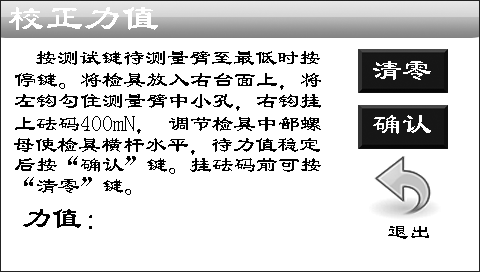 校正力值
按测试键待测量臂至最低时按
停键。将检具放入右台面上，将
左钩勾住测量臂中小孔，右钩挂
上砝码400mN， 调节检具中部螺
母使检具横杆水平，待力值稳定
后按“确认”键。挂砝码前可按
“清零”键。
力值：
清零
确认
退出